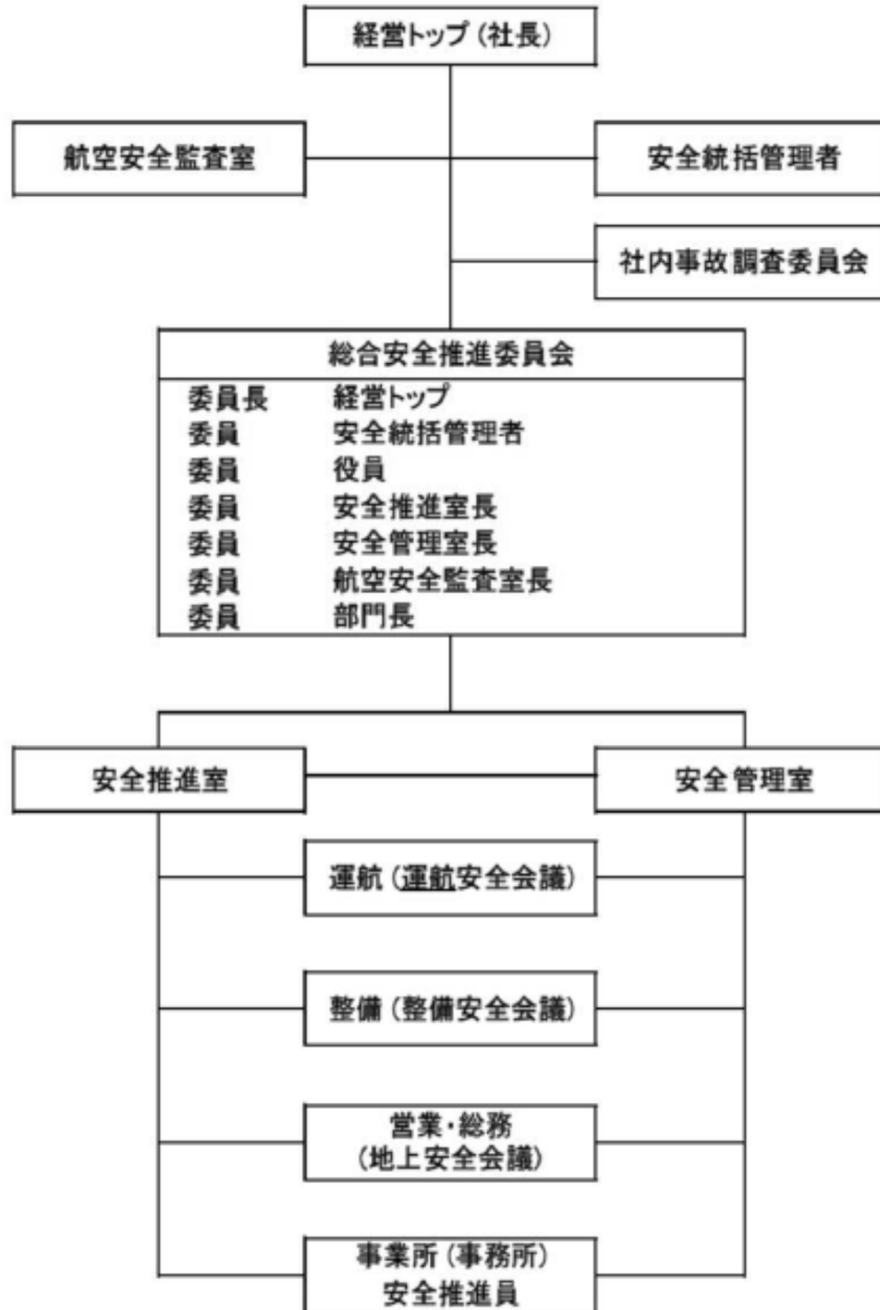 経営トップ(社長)
航空安全監査室
安全統括管理者
社内事故調査委員会
総合安全推進委員会
委員長 経営トップ
委員 安全統括管理者
委員 役員
委員 安全推進室長
委員 安全管理室長
委員 航空安全監査室長
委員 部門長
安全推進室
安全管理室
運航(運航安全会議)
整備(整備安全会議)
営業・総務
(地上安全会議)
事業所(事務所)
安全推進員